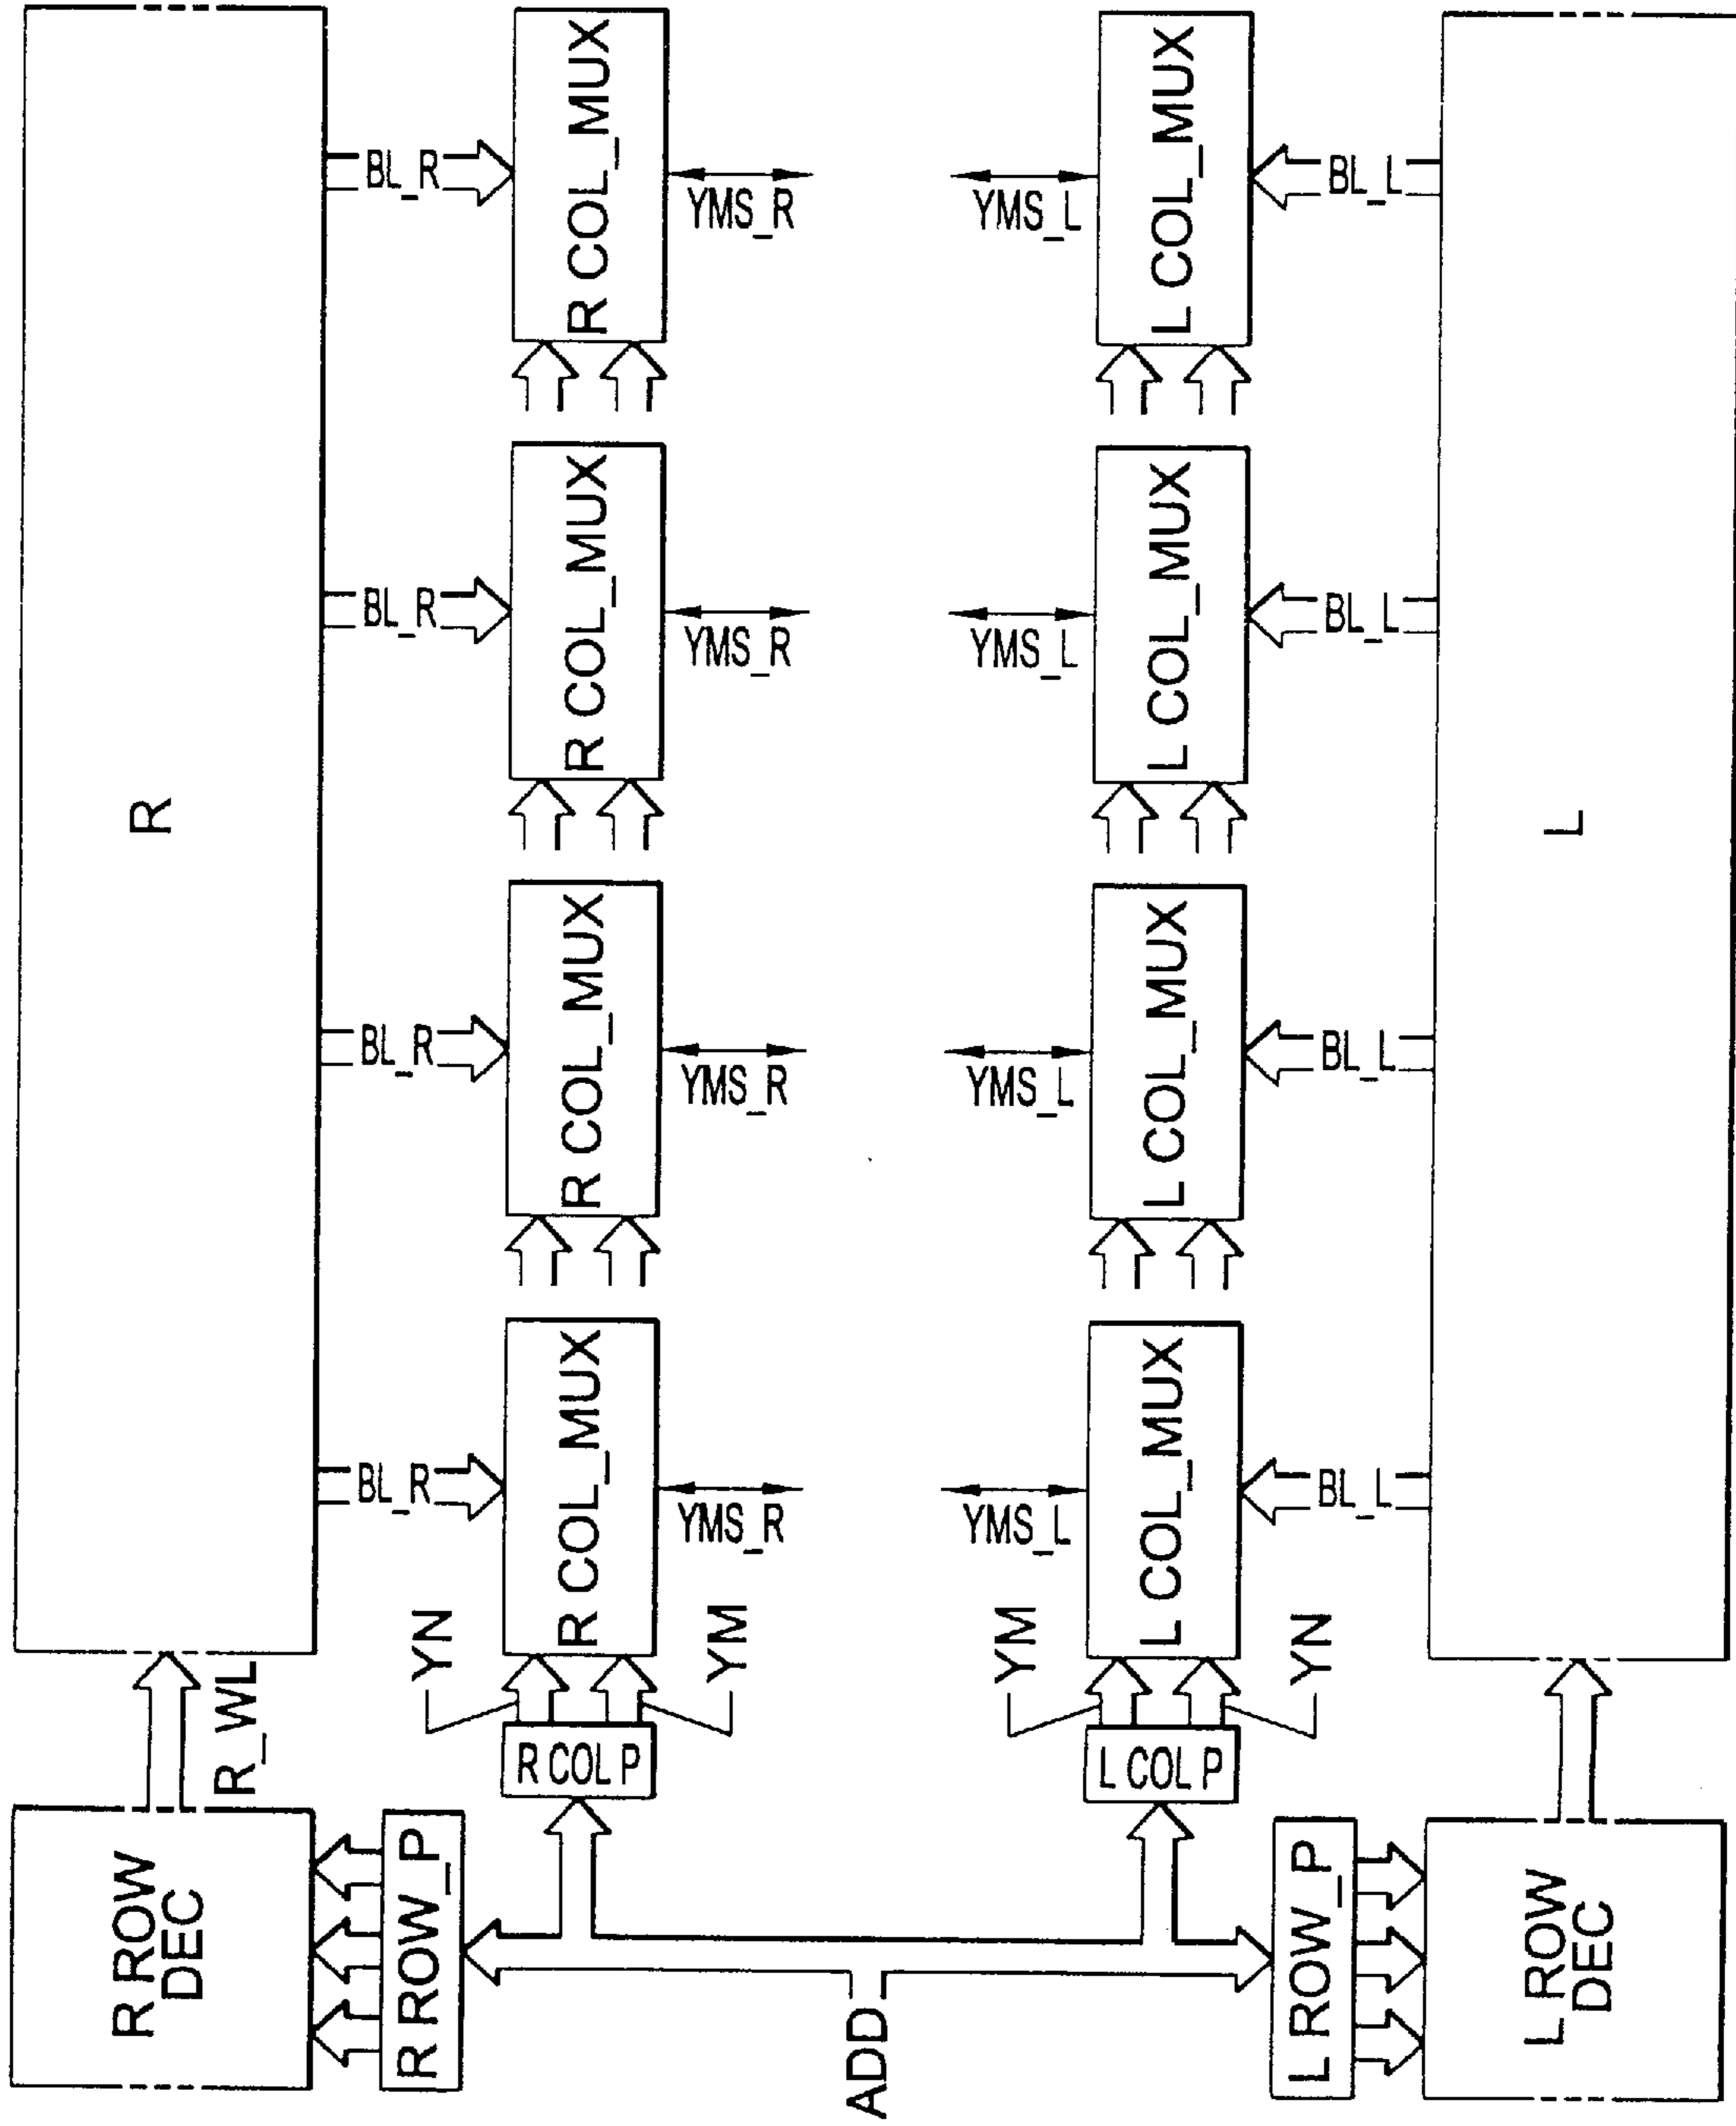 R
BL_R
BL_R
BL_R
BL_R
R COL_MUX
R COL_MUX
R COL_MUX
R COL_MUX
YMS_R
YMS_R
YMS_R
YMS_R
YMS_L
YMS_L
YMS_L
YMS_L
L COL_MUX
L COL_MUX
L COL_MUX
L COL_MUX
BL_L
BL_L
BL_L
BL_L
L
R_WL
YN
YM
YM
YN
R COL P
L COL P
R ROW
DEC
R ROW_P
ADD
L ROW_P
L ROW
DEC